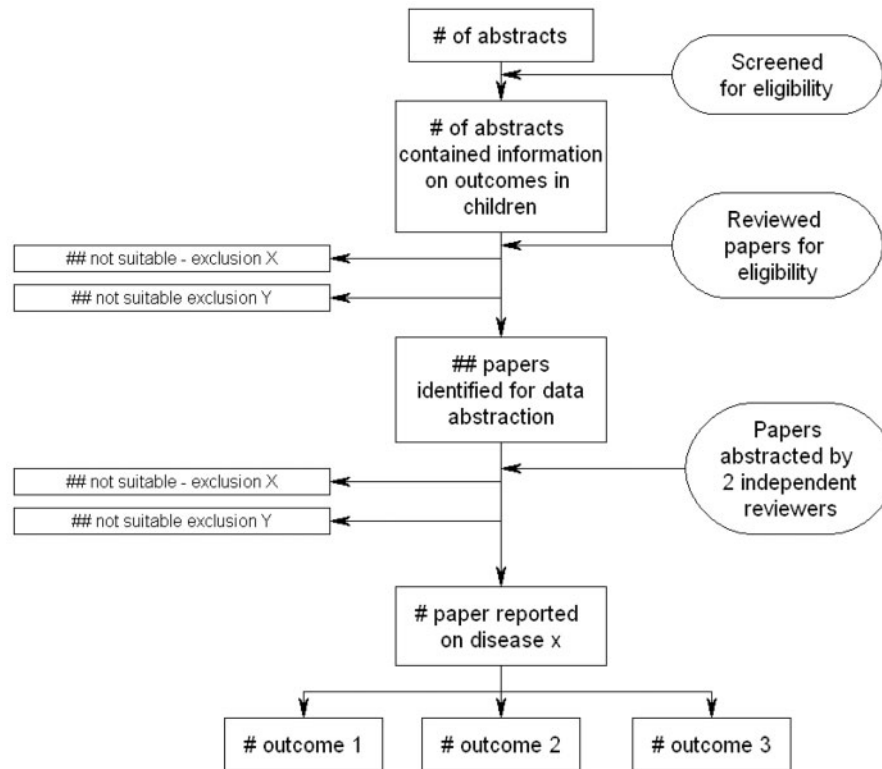 # of abstracts
Screened
for eligibility
# of abstracts
contained information
on outcomes in
children
Reviewed
papers for
eligibility
## not suitable - exclusion X
## not suitable exclusion Y
## papers
identified for data
abstraction
Papers
abstracted by
2 independent
reviewers
## not suitable - exclusion X
## not suitable exclusion Y
# paper reported
on disease x
# outcome 1
# outcome 2
# outcome 3